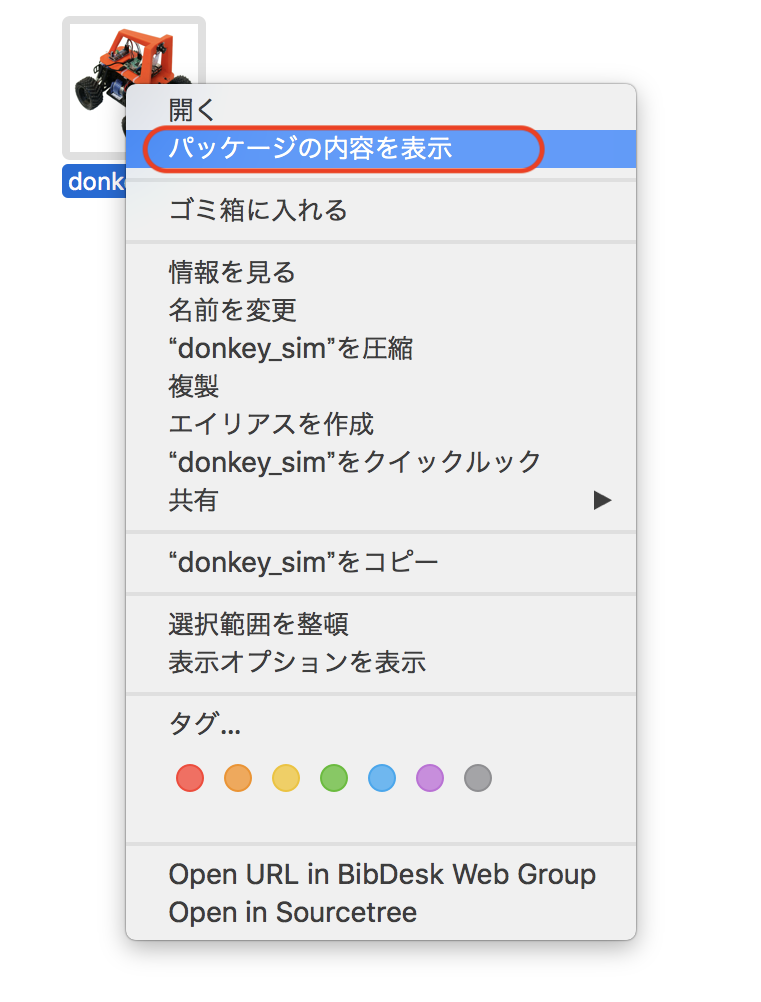 donk
開く
パッケージの内容を表示
ゴミ箱に入れる
情報を見る
名前を変更
“donkey_sim”を圧縮
複製
エイリアスを作成
“donkey_sim”をクイックルック
共有
“donkey_sim”をコピー
選択範囲を整頓
表示オプションを表示
タグ...
Open URL in BibDesk Web Group
Open in Sourcetree